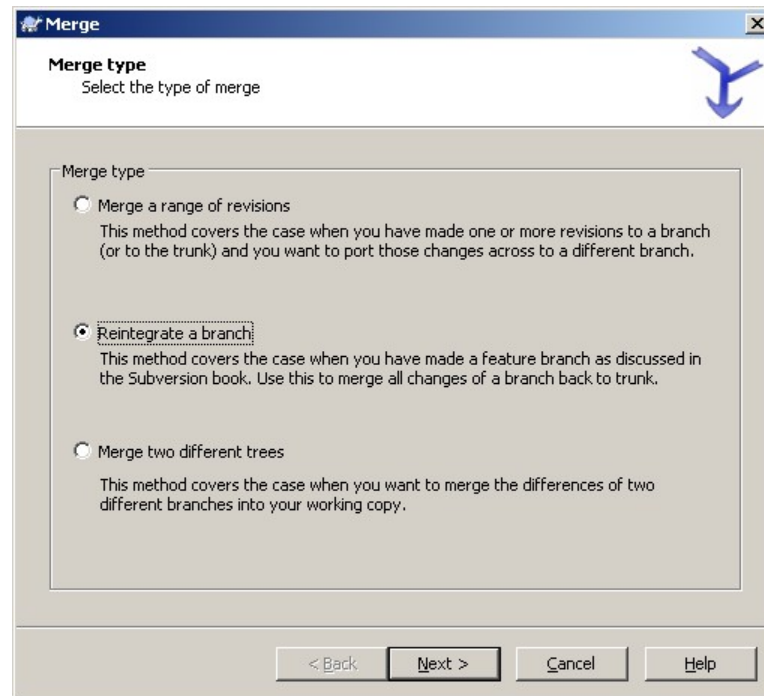 Merge
Merge type
Select the type of merge
Merge type
Merge a range of revisions
This method covers the case when you have made one or more revisions to a branch
(or to the trunk) and you want to port those changes across to a different branch.
Reintegrate a branch
This method covers the case when you have made a feature branch as discussed in
the Subversion book. Use this to merge all changes of a branch back to trunk.
Merge two different trees
This method covers the case when you want to merge the differences of two
different branches into your working copy.
< Back Next > Cancel Help